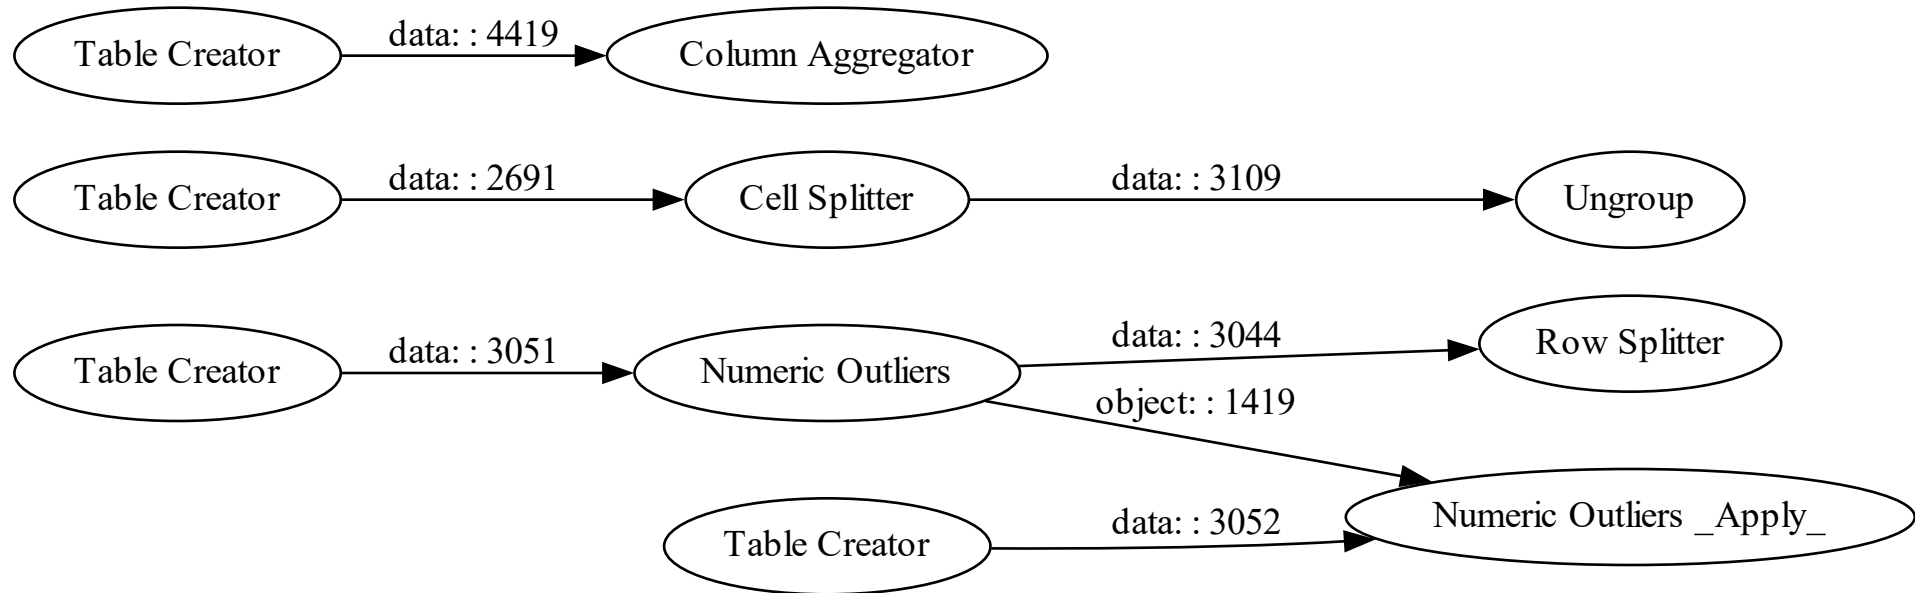 Table Creator
data: : 4419
Column Aggregator
Table Creator
data: : 2691
Cell Splitter
data: : 3109
Ungroup
Table Creator
data: : 3051
Numeric Outliers
data: : 3044
Row Splitter
object: : 1419
Table Creator
data: : 3052
Numeric Outliers _Apply_